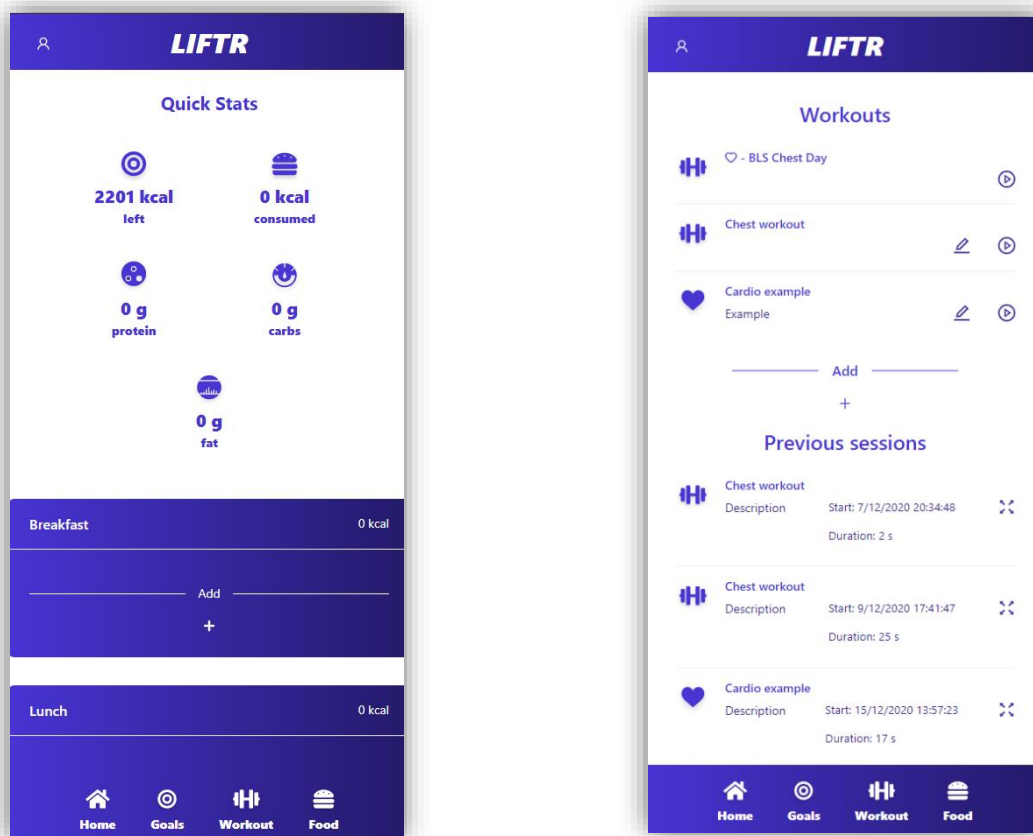 LIFTR
Quick Stats
2201 kcal
left
0 kcal
consumed
0 g
protein
0 g
carbs
0 g
fat
Breakfast
0 kcal
Add
+
Lunch
0 kcal
Home Goals Workout Food
LIFTR
Workouts
♡ - BLS Chest Day
Chest workout
Cardio example
Example
Add
+
Previous sessions
Chest workout
Description Start: 7/12/2020 20:34:48
Duration: 2 s
Chest workout
Description Start: 9/12/2020 17:41:47
Duration: 25 s
Cardio example
Description Start: 15/12/2020 13:57:23
Duration: 17 s
Home Goals Workout Food